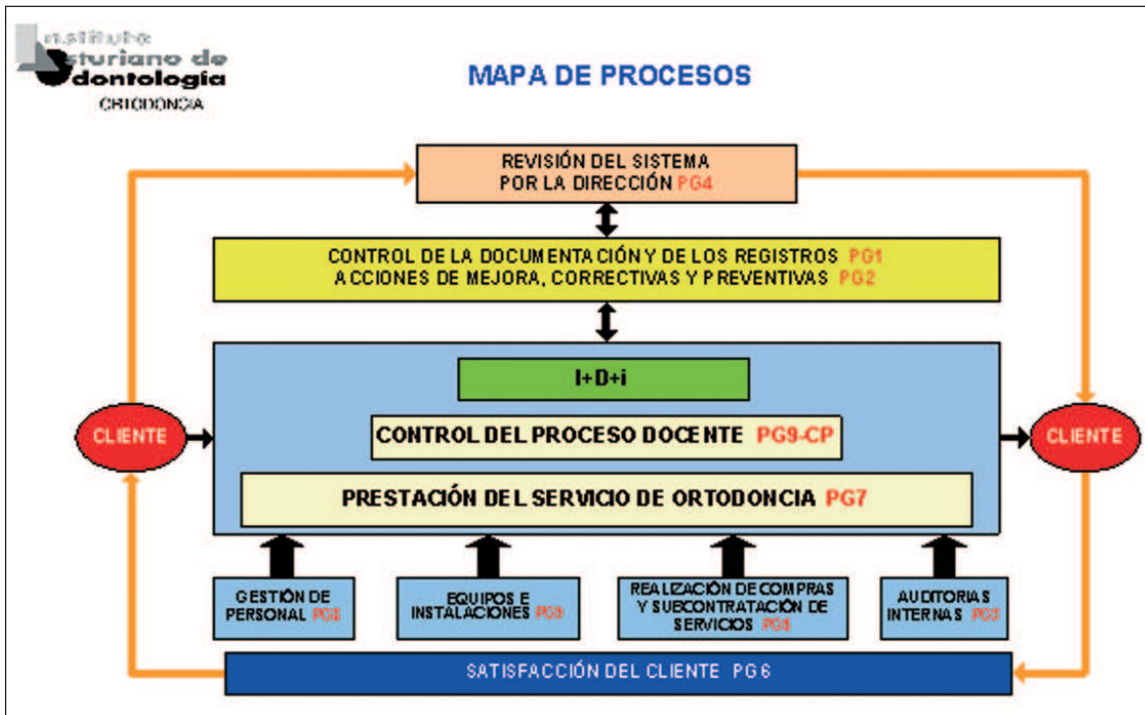 Instituto
Asturiano de
Odontología
ORTODONCIA
MAPA DE PROCESOS
REVISIÓN DEL SISTEMA
POR LA DIRECCIÓN PG4
CONTROL DE LA DOCUMENTACIÓN Y DE LOS REGISTROS PG1
ACCIONES DE MEJORA, CORRECTIVAS Y PREVENTIVAS PG2
I+D+i
CLIENTE
CONTROL DEL PROCESO DOCENTE PG9-CP
CLIENTE
PRESTACIÓN DEL SERVICIO DE ORTODONCIA PG7
GESTIÓN DE
PERSONAL
EQUIPOS E
INSTALACIONES
REALIZACIÓN DE COMPRAS
Y SUBCONTRATACIÓN DE
SERVICIOS
AUDITORIAS
INTERNAS
SATISFACCIÓN DEL CLIENTE PG 6